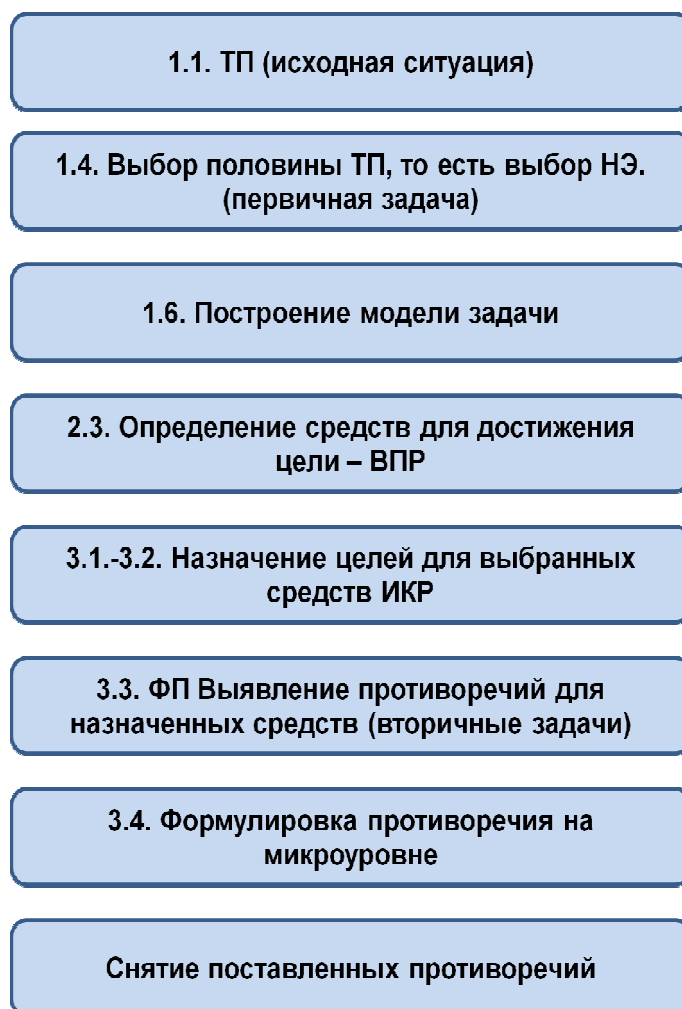 1.1. ТП (исходная ситуация)
1.4. Выбор половины ТП, то есть выбор НЭ.
(первичная задача)
1.6. Построение модели задачи
2.3. Определение средств для достижения
цели – ВПР
3.1.-3.2. Назначение целей для выбранных
средств ИКР
3.3. ФП Выявление противоречий для
назначенных средств (вторичные задачи)
3.4. Формулировка противоречия на
микроуровне
Снятие поставленных противоречий